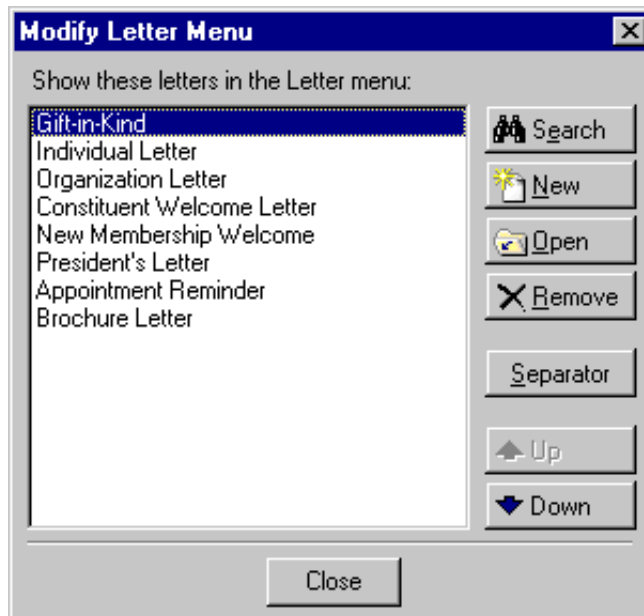 Modify Letter Menu
Show these letters in the Letter menu:
Gift-in-Kind
Individual Letter
Organization Letter
Constituent Welcome Letter
New Membership Welcome
President's Letter
Appointment Reminder
Brochure Letter
Search
New
Open
Remove
Separator
Up
Down
Close